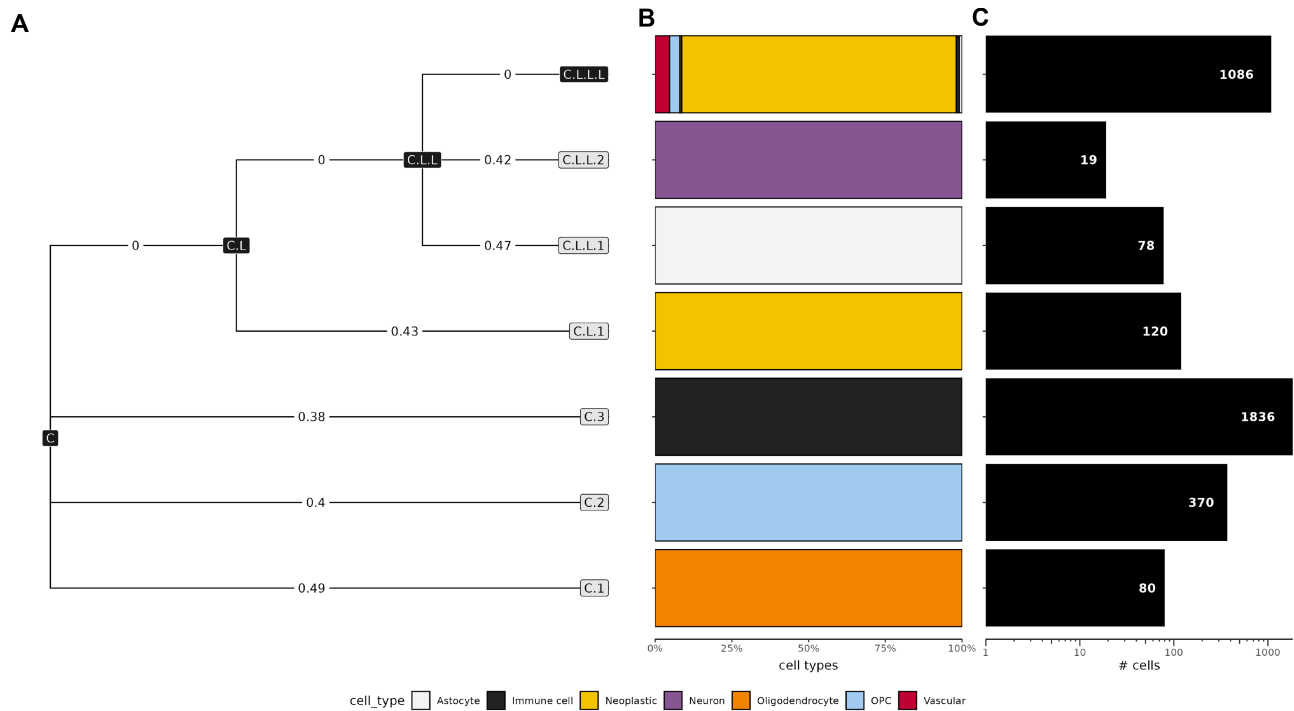 A
B
C
0
C.L.L.L
1086
0
C.L.L
0.42
C.L.L.2
19
0
C.L
0.47
C.L.L.1
78
0.43
C.L.1
120
0.38
C.3
1836
C
0.4
C.2
370
0.49
C.1
80
0% 25% 50% 75% 100%
cell types
1 10 100 1000
# cells
cell_type Astocyte Immune cell Neoplastic Neuron Oligodendrocyte OPC Vascular